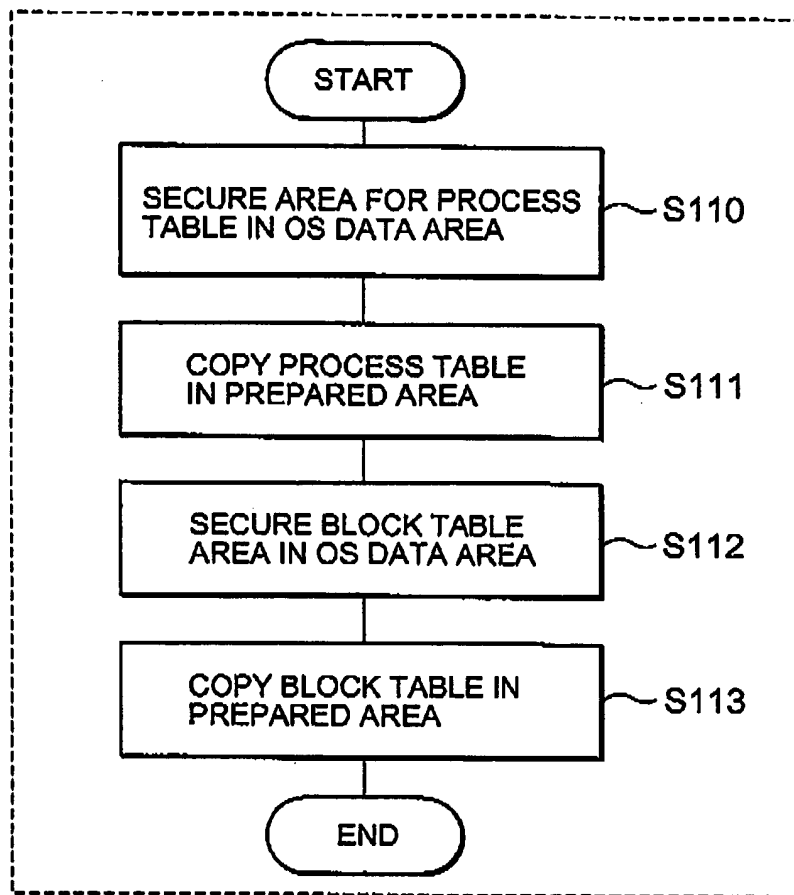 START
SECURE AREA FOR PROCESS
TABLE IN OS DATA AREA
S110
COPY PROCESS TABLE
IN PREPARED AREA
S111
SECURE BLOCK TABLE
AREA IN OS DATA AREA
S112
COPY BLOCK TABLE IN
PREPARED AREA
S113
END